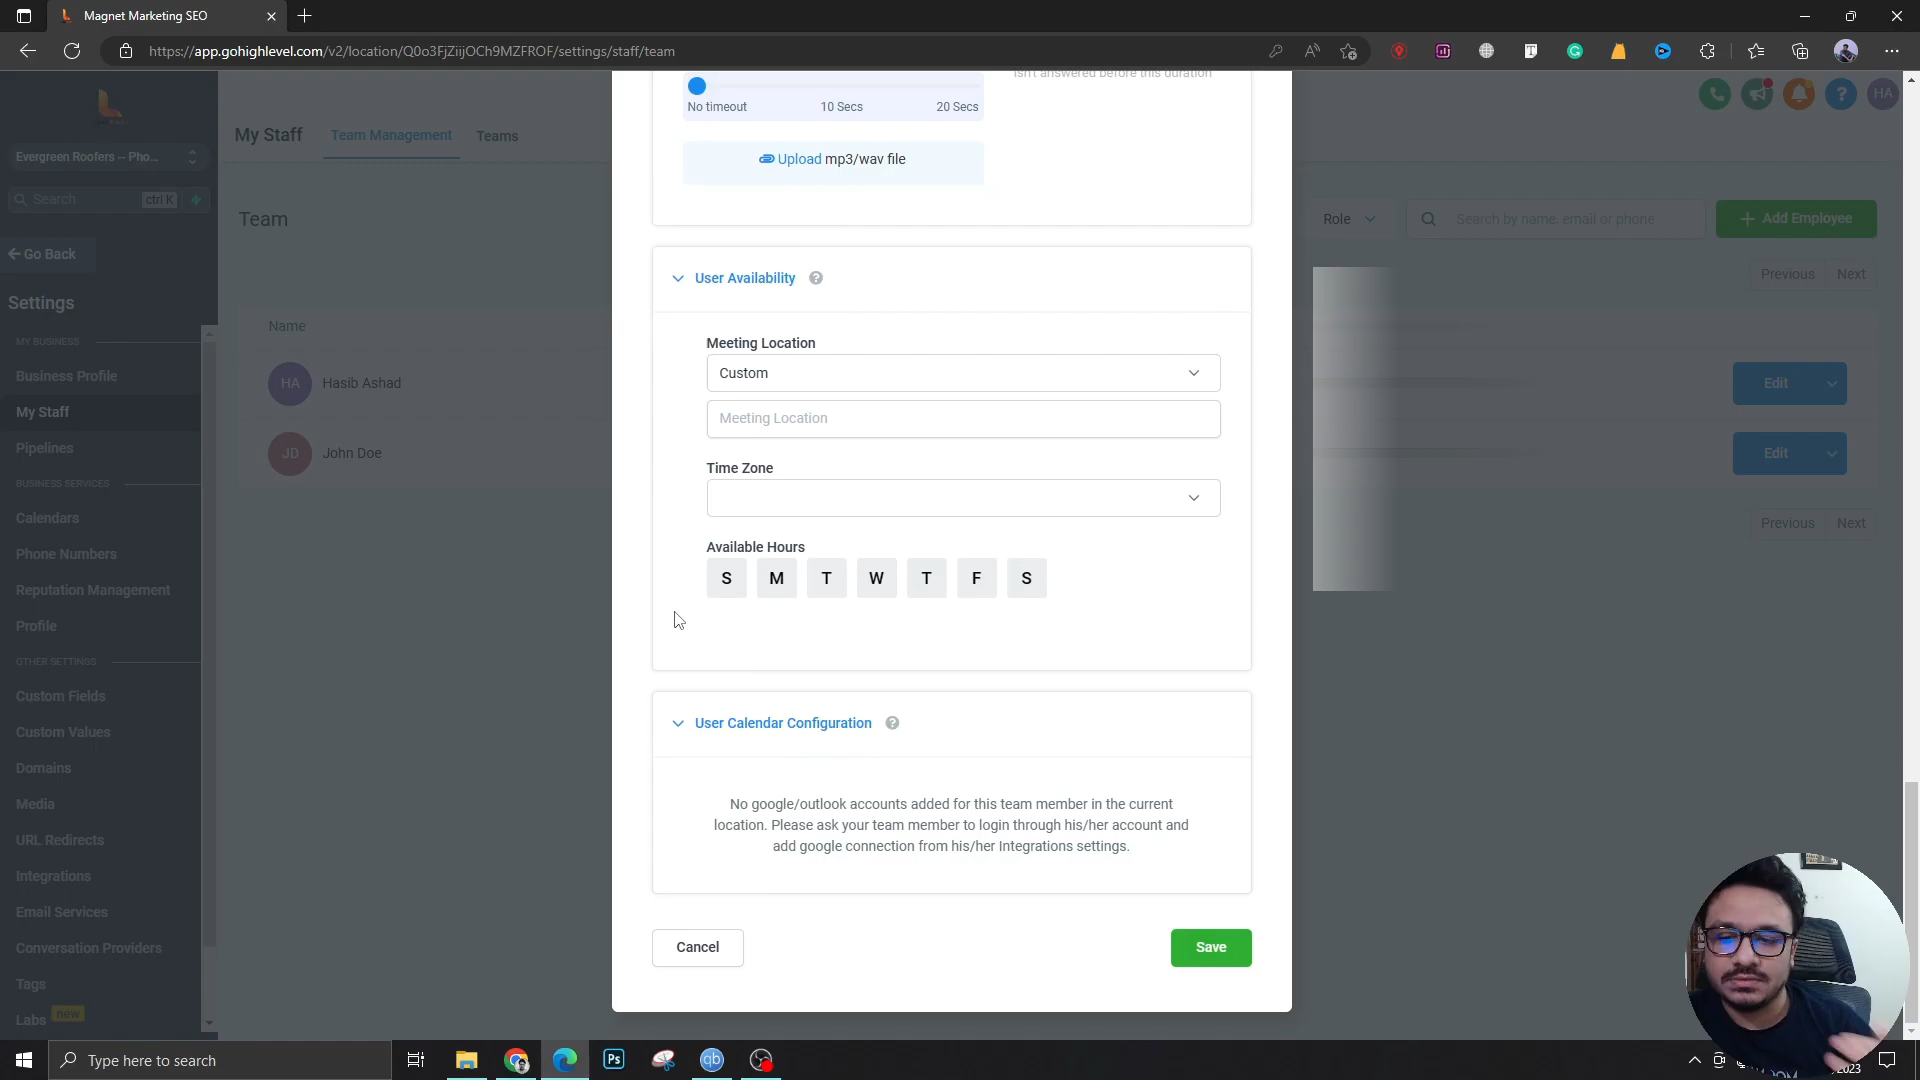 Magnet Marketing SEO
https://app.gohighlevel.com/v2/location/Q0o3FjZiijOCh9MZFROF/settings/staff/team
Evergreen Roofers -- Pho...
Search
ctrl K
Go Back
Settings
MY BUSINESS
Business Profile
My Staff
Pipelines
BUSINESS SERVICES
Calendars
Phone Numbers
Reputation Management
Profile
OTHER SETTINGS
Custom Fields
Custom Values
Domains
Media
URL Redirects
Integrations
Email Services
Conversation Providers
Tags
Labs new
My Staff Team Management Teams
HA
Team
Role
Search by name, email or phone
+ Add Employee
Previous Next
Name
HA Hasib Ashad
Edit
JD John Doe
Edit
Previous Next
isn't answered before this duration
No timeout 10 Secs 20 Secs
Upload mp3/wav file
User Availability ?
Meeting Location
Custom
Meeting Location
Time Zone
Available Hours
S M T W T F S
User Calendar Configuration ?
No google/outlook accounts added for this team member in the current
location. Please ask your team member to login through his/her account and
add google connection from his/her Integrations settings.
Cancel
Save
Type here to search
Ps
qb
2023